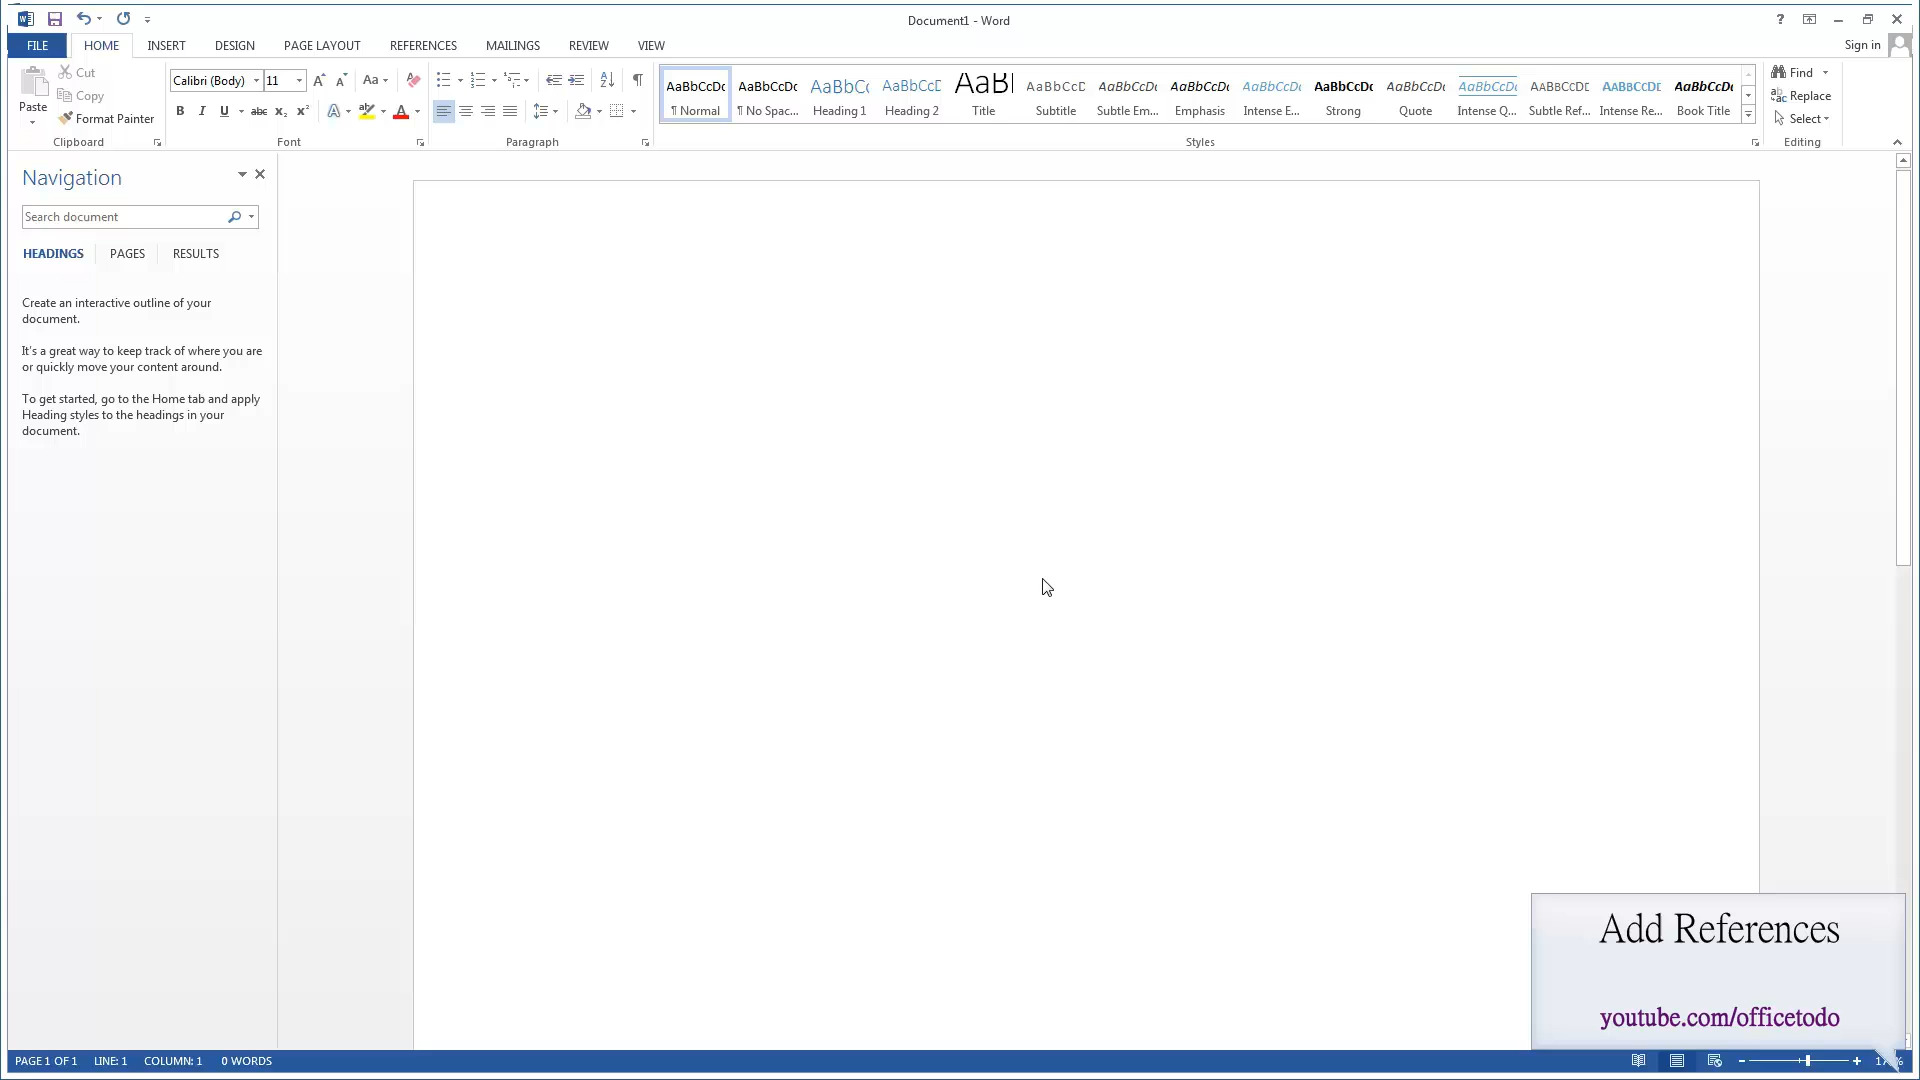 Document1 - Word
FILE HOME INSERT DESIGN PAGE LAYOUT REFERENCES MAILINGS REVIEW VIEW Sign in
Paste
Cut
Copy
Format Painter
Clipboard
Calibri (Body) 11
Font
Paragraph
AaBbCcDc AaBbCcDc AaBbC( AaBbCcE AaBl AaBbCcD AaBbCcDc AaBbCcDc AaBbCcDc AaBbCcDc AaBbCcDc AaBbCcDc AABBCCDE AABBCCDE AaBbCcDc
¶ Normal ¶ No Spac... Heading 1 Heading 2 Title Subtitle Subtle Em... Emphasis Intense E... Strong Quote Intense Q... Subtle Ref... Intense Re... Book Title
Styles
Find
Replace
Select
Editing
Navigation
Search document
HEADINGS PAGES RESULTS
Create an interactive outline of your
document.
It's a great way to keep track of where you are
or quickly move your content around.
To get started, go to the Home tab and apply
Heading styles to the headings in your
document.
Add References
youtube.com/officetodo
PAGE 1 OF 1 LINE: 1 COLUMN: 1 0 WORDS